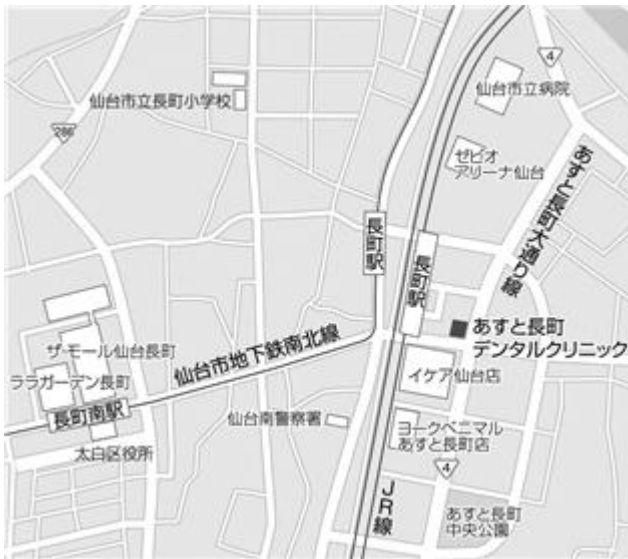 4
仙台市立病院
仙台市立長町小学校
286
ゼビオ
アリーナ仙台
あすと長町大通り線
長町駅
長町駅
あすと長町
デンタルクリニック
ザ・モール仙台長町
仙台市地下鉄南北線
ララガーデン長町
イケア仙台店
長町南駅
仙台南警察署
ヨークベニマル
あすと長町店
太白区役所
4
JR線
あすと長町
中央公園